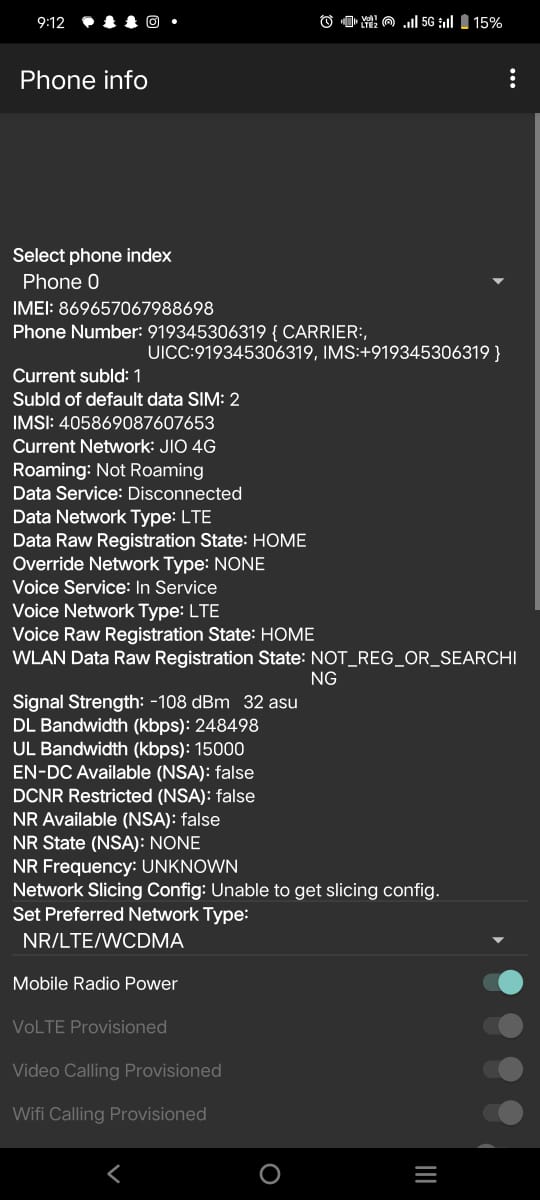 9:12 VoI) 1 LTE2 5G 15%
Phone info
Select phone index
Phone 0
IMEI: 869657067988698
Phone Number: 919345306319 { CARRIER:,
UICC:919345306319, IMS:+919345306319 }
Current subId: 1
SubId of default data SIM: 2
IMSI: 405869087607653
Current Network: JIO 4G
Roaming: Not Roaming
Data Service: Disconnected
Data Network Type: LTE
Data Raw Registration State: HOME
Override Network Type: NONE
Voice Service: In Service
Voice Network Type: LTE
Voice Raw Registration State: HOME
WLAN Data Raw Registration State: NOT_REG_OR_SEARCHI
NG
Signal Strength: -108 dBm 32 asu
DL Bandwidth (kbps): 248498
UL Bandwidth (kbps): 15000
EN-DC Available (NSA): false
DCNR Restricted (NSA): false
NR Available (NSA): false
NR State (NSA): NONE
NR Frequency: UNKNOWN
Network Slicing Config: Unable to get slicing config.
Set Preferred Network Type:
NR/LTE/WCDMA
Mobile Radio Power
VoLTE Provisioned
Video Calling Provisioned
Wifi Calling Provisioned